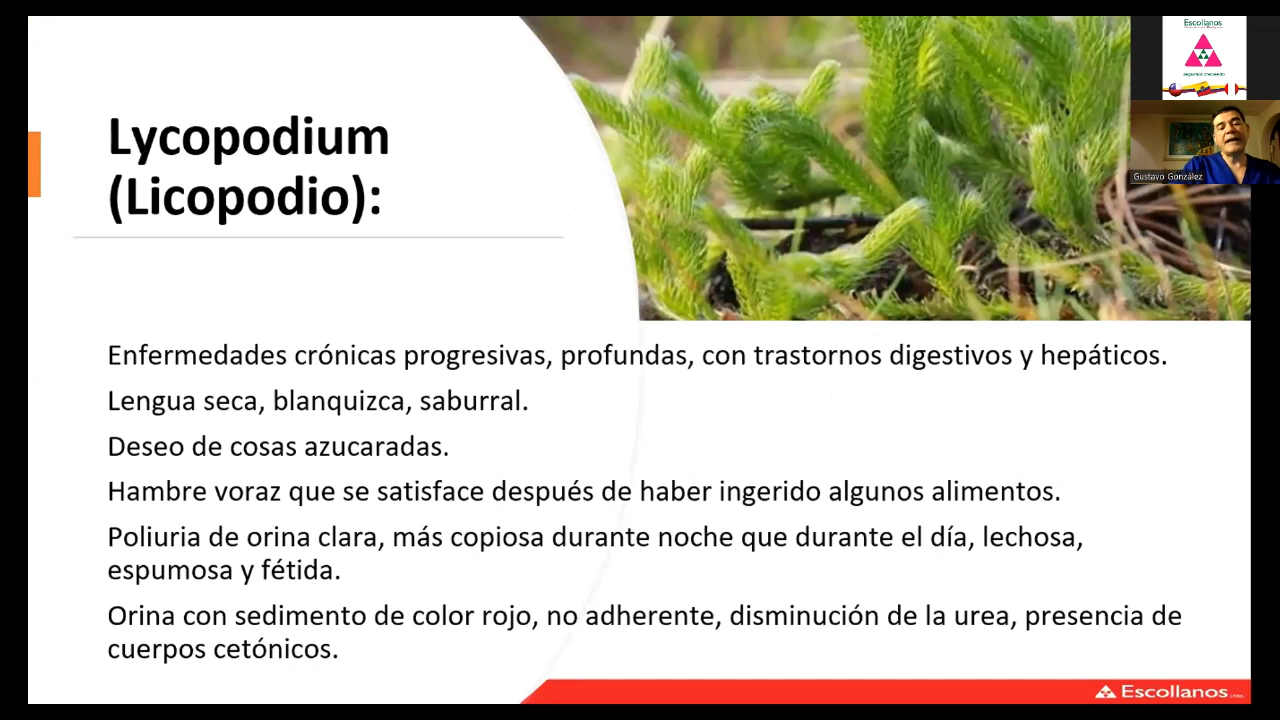 Lycopodium
(Licopodio):
Enfermedades crónicas progresivas, profundas, con trastornos digestivos y hepáticos.
Lengua seca, blanquizca, saburral.
Deseo de cosas azucaradas.
Hambre voraz que se satisface después de haber ingerido algunos alimentos.
Poliuria de orina clara, más copiosa durante noche que durante el día, lechosa,
espumosa y fétida.
Orina con sedimento de color rojo, no adherente, disminución de la urea, presencia de
cuerpos cetónicos.
Escollanos
Gustavo González
Escollanos